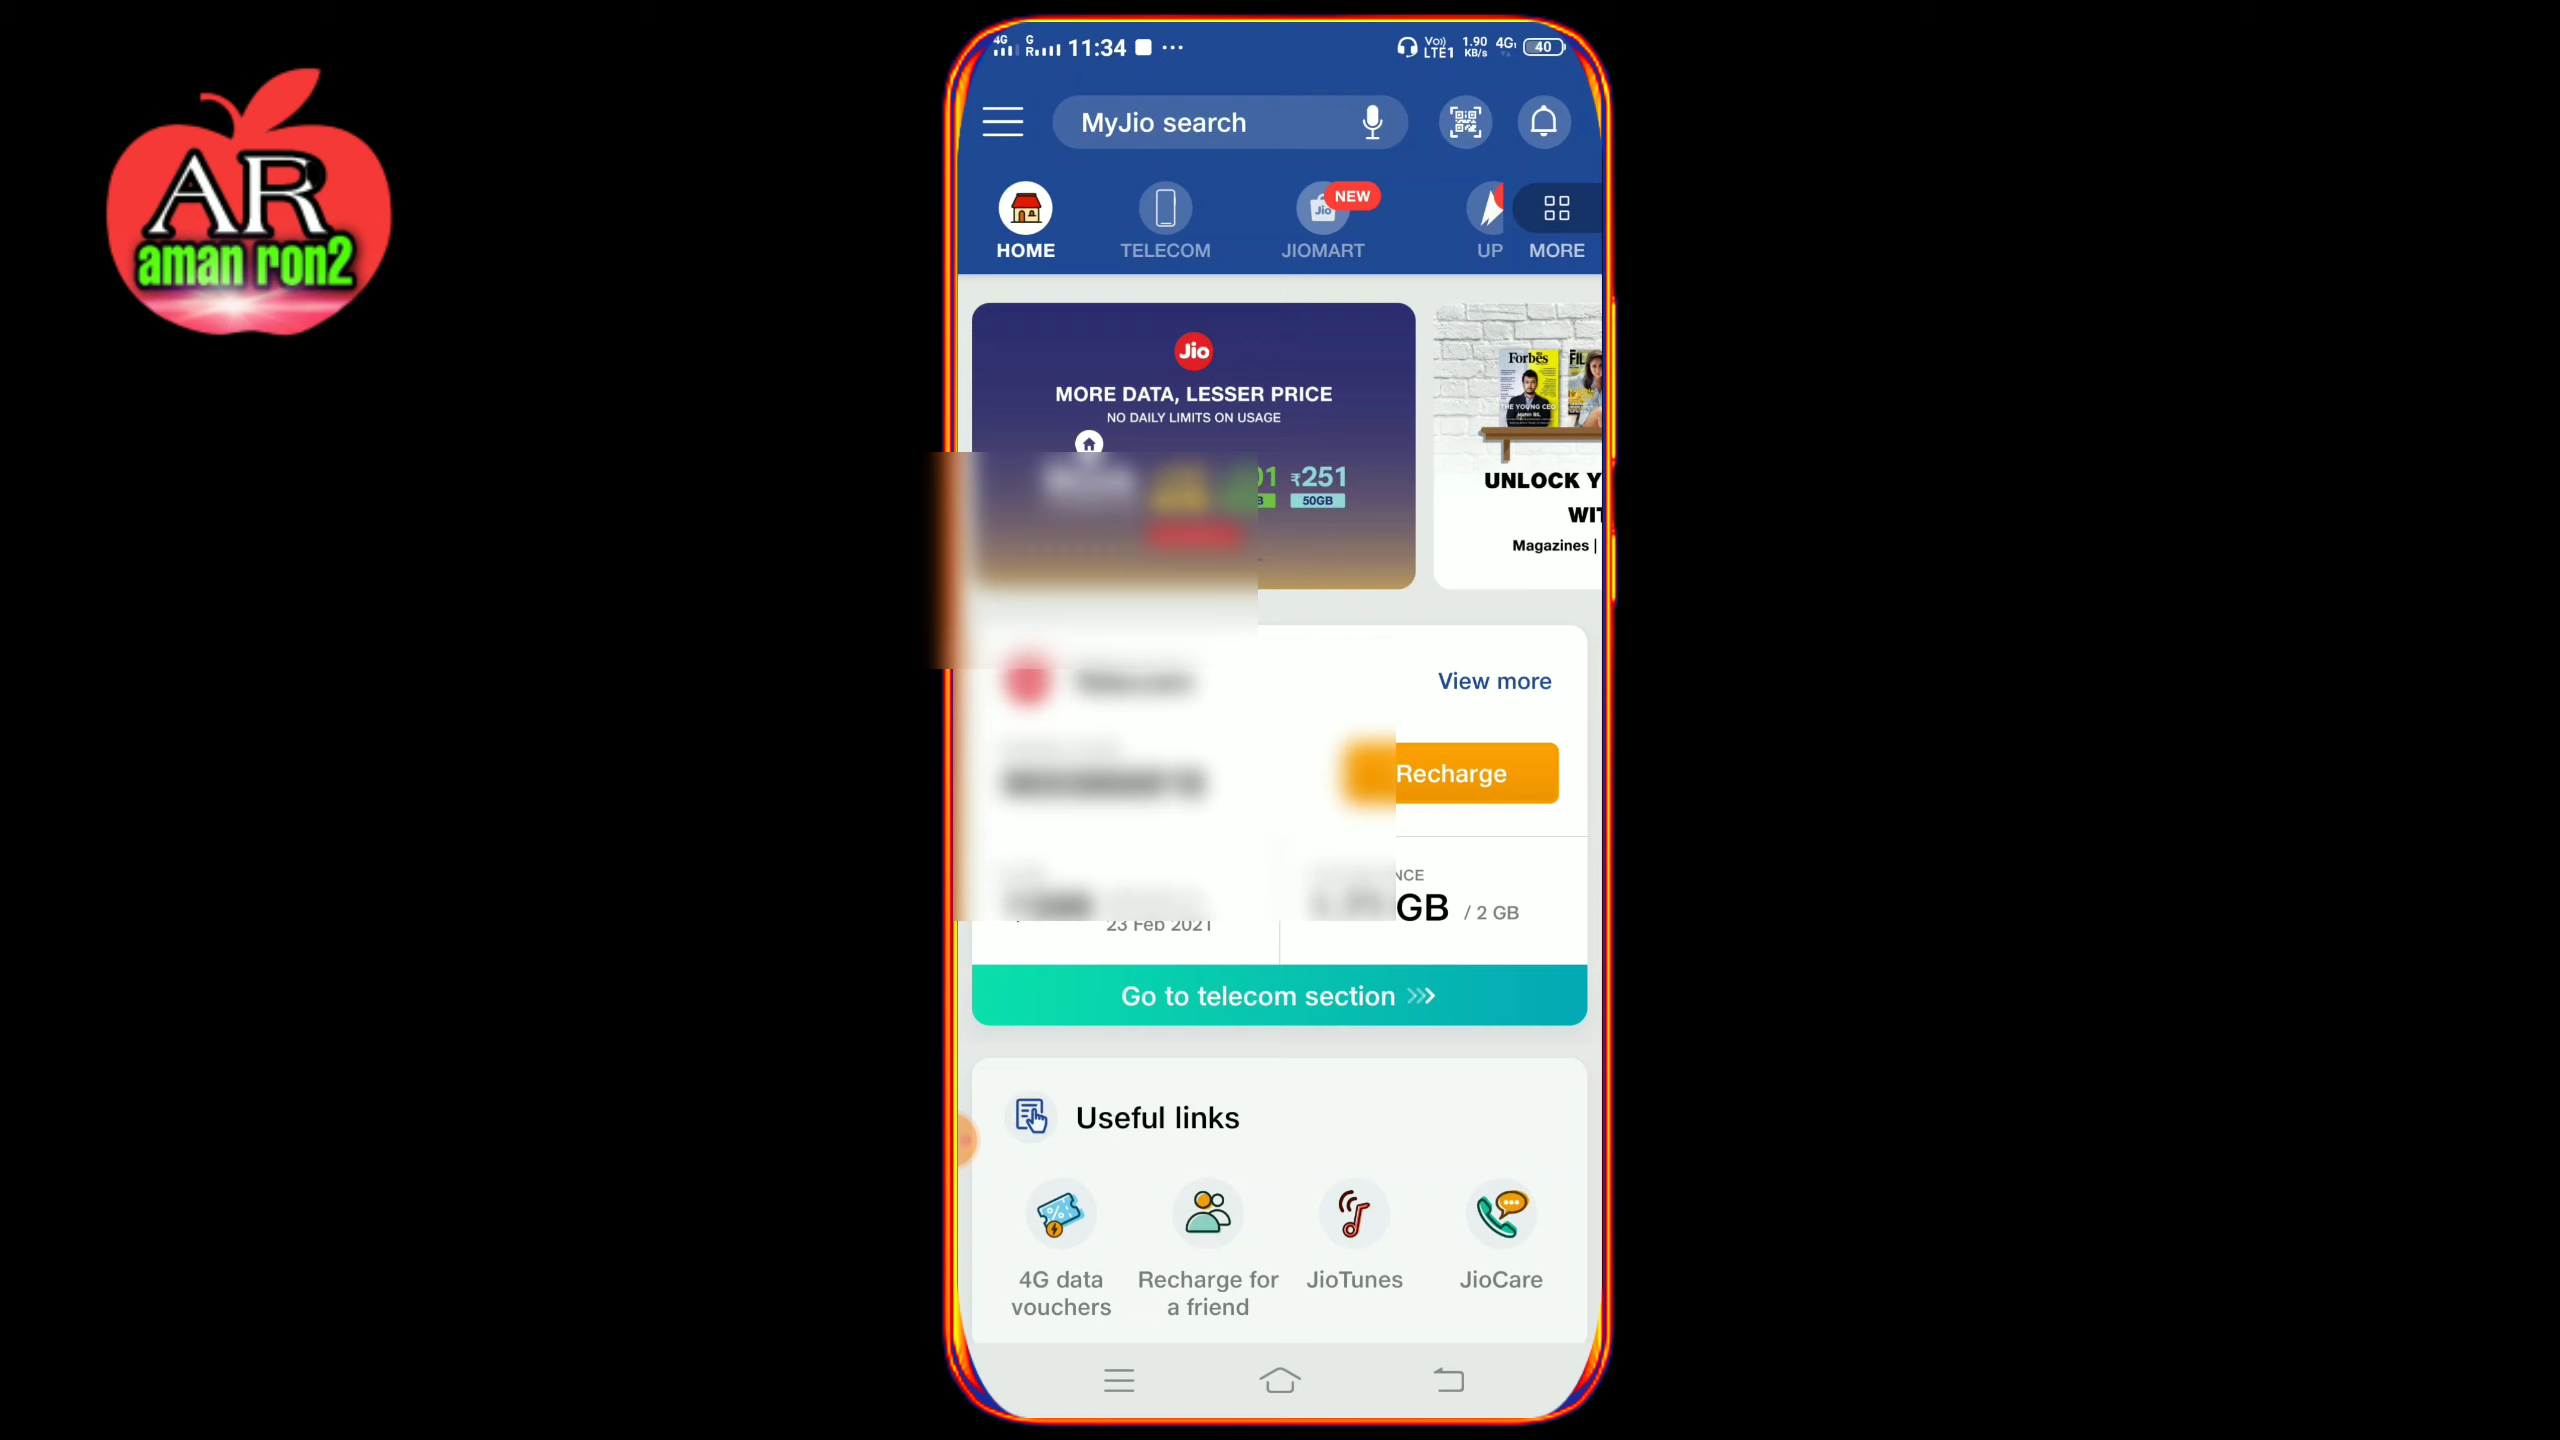 AR
aman ron2
4G G R 11:34 ... Vo)) LTE1 1.90 KB/s 4G 40
MyJio search
NEW
HOME TELECOM JIOMART UP MORE
Jio
MORE DATA, LESSER PRICE
NO DAILY LIMITS ON USAGE
₹251
50GB
Forbes
THE YOUNG CEO
UNLOCK Y
WIT
Magazines |
View more
Recharge
NCE
GB / 2 GB
23 Feb 2021
Go to telecom section
Useful links
4G data vouchers
Recharge for a friend
JioTunes
JioCare